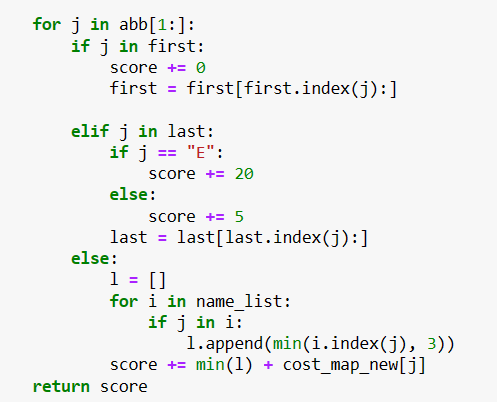 for j in abb[1:]:
    if j in first:
        score += 0
        first = first[first.index(j):]

    elif j in last:
        if j == "E":
            score += 20
        else:
            score += 5
        last = last[last.index(j):]
    else:
        l = []
        for i in name_list:
            if j in i:
                l.append(min(i.index(j), 3))
        score += min(l) + cost_map_new[j]
return score